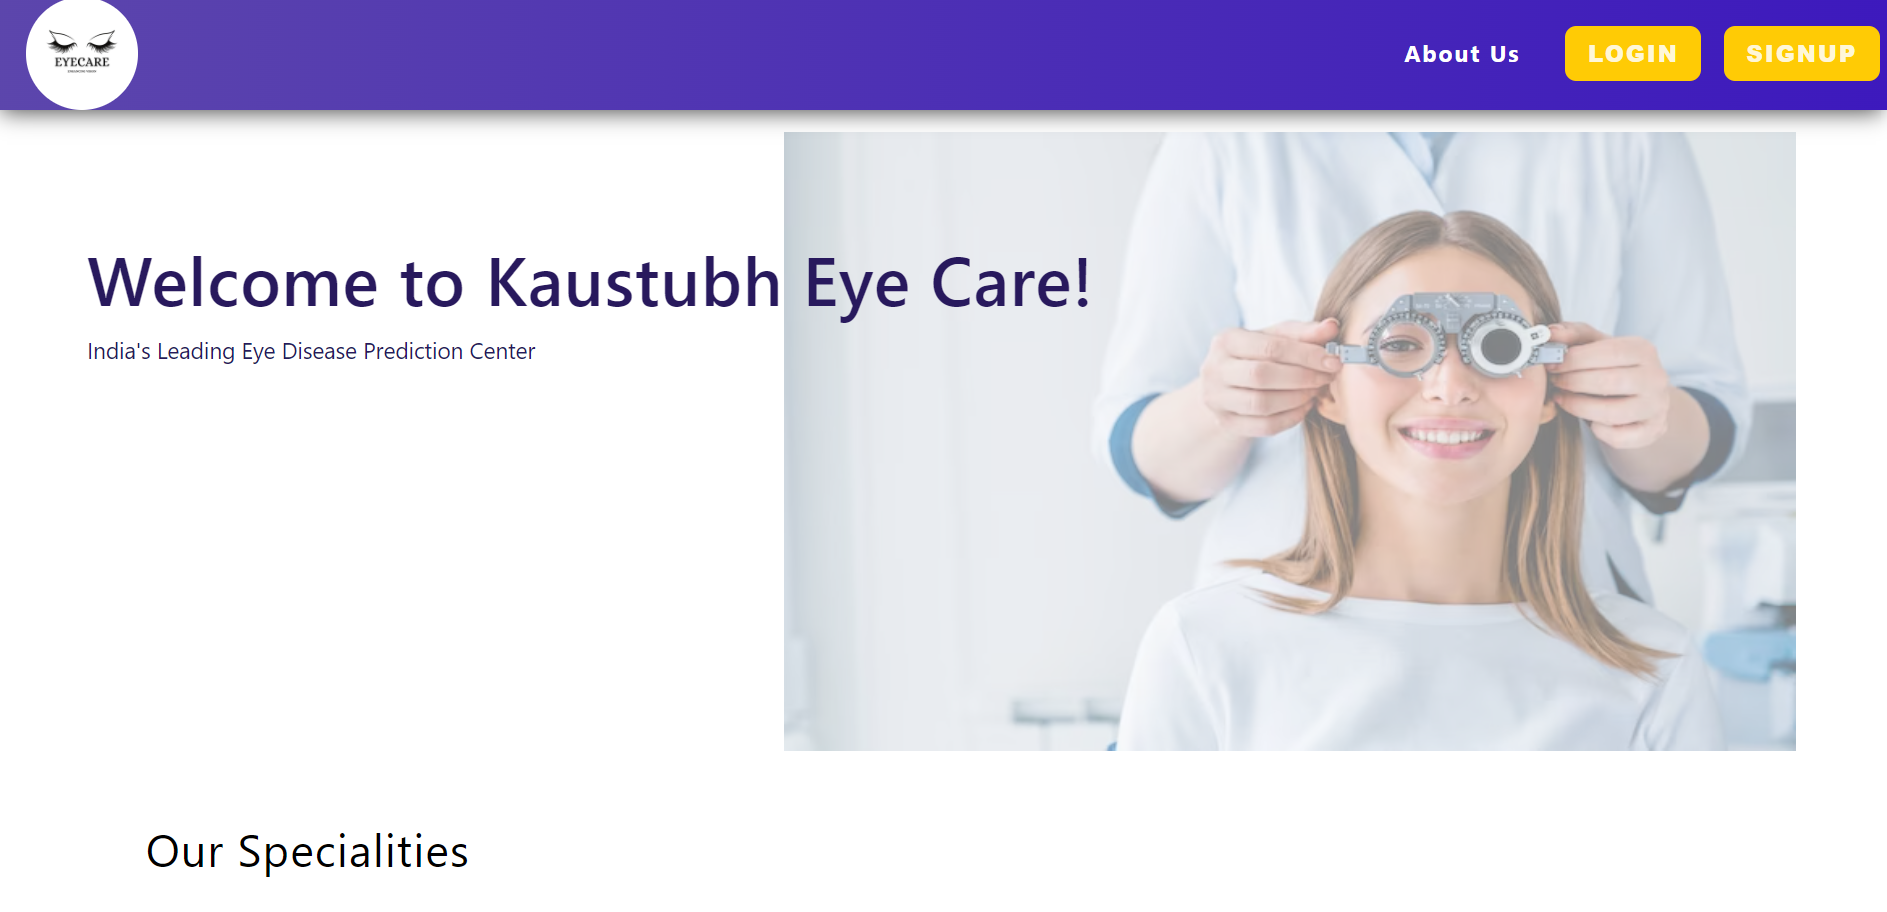 EYECARE
About Us
LOGIN
SIGNUP
Welcome to Kaustubh Eye Care!
India's Leading Eye Disease Prediction Center
Our Specialities